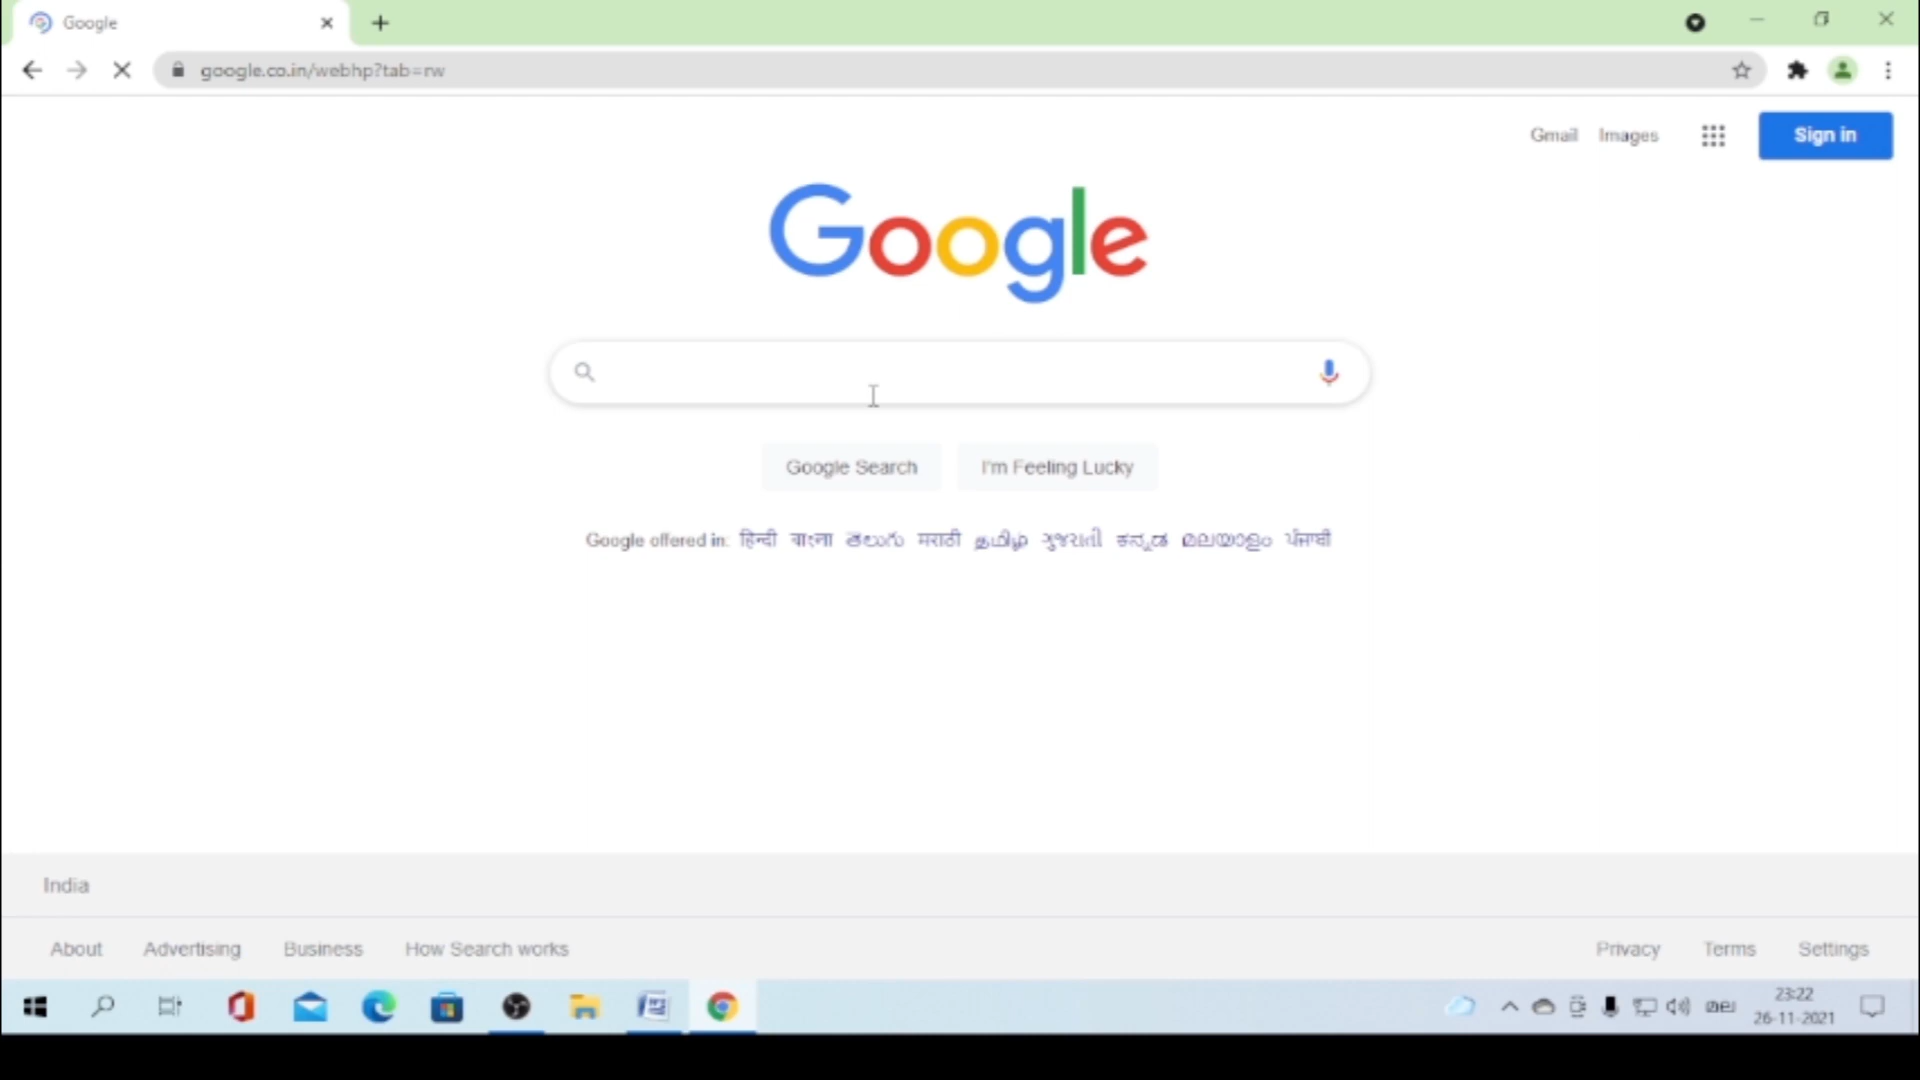 Google
google.co.in/webhp?tab=rw
Gmail Images Sign in
Google
Google Search I'm Feeling Lucky
Google offered in: हिन्दी বাংলা తెలుగు मराठी தமிழ் ગુજરાતી ಕನ್ನಡ മലയാളം ਪੰਜਾਬੀ
India
About Advertising Business How Search works Privacy Terms Settings
മല 23:22
26-11-2021